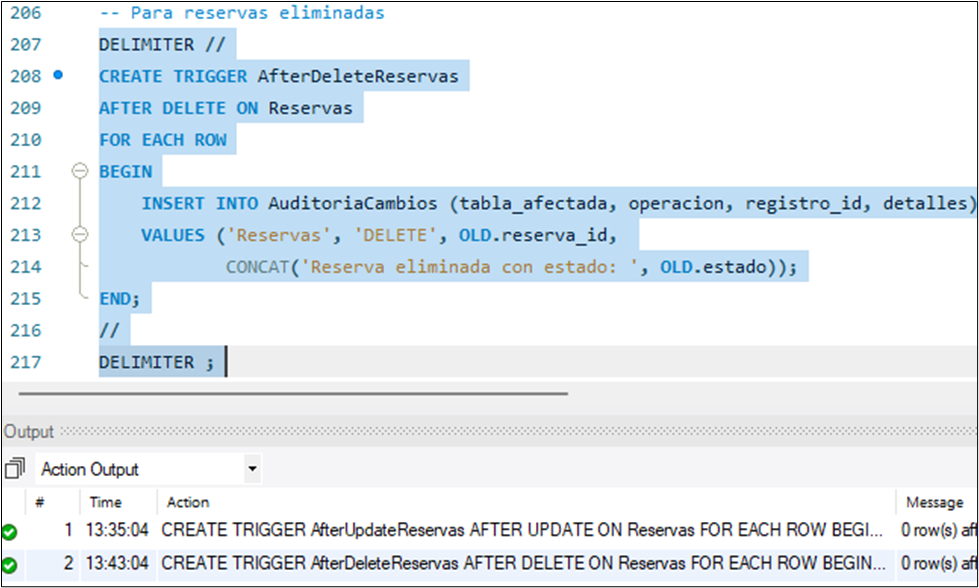 206 -- Para reservas eliminadas
207 DELIMITER //
208 CREATE TRIGGER AfterDeleteReservas
209 AFTER DELETE ON Reservas
210 FOR EACH ROW
211 BEGIN
212 INSERT INTO AuditoriaCambios (tabla_afectada, operacion, registro_id, detalles)
213 VALUES ('Reservas', 'DELETE', OLD.reserva_id,
214 CONCAT('Reserva eliminada con estado: ', OLD.estado));
215 END;
216 //
217 DELIMITER ;
Output
Action Output
# Time Action Message
1 13:35:04 CREATE TRIGGER AfterUpdateReservas AFTER UPDATE ON Reservas FOR EACH ROW BEGI... 0 row(s) aff
2 13:43:04 CREATE TRIGGER AfterDeleteReservas AFTER DELETE ON Reservas FOR EACH ROW BEGIN... 0 row(s) aff